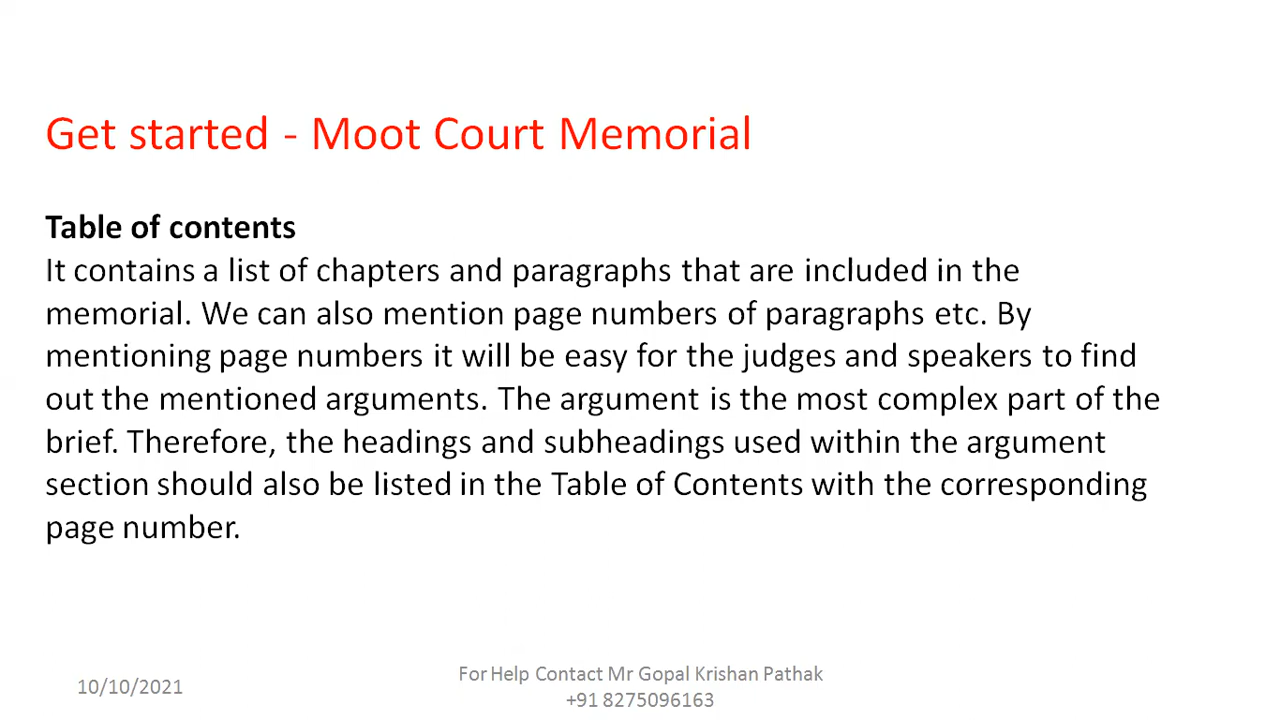 Get started - Moot Court Memorial
Table of contents
It contains a list of chapters and paragraphs that are included in the
memorial. We can also mention page numbers of paragraphs etc. By
mentioning page numbers it will be easy for the judges and speakers to find
out the mentioned arguments. The argument is the most complex part of the
brief. Therefore, the headings and subheadings used within the argument
section should also be listed in the Table of Contents with the corresponding
page number.
10/10/2021
For Help Contact Mr Gopal Krishan Pathak
+91 8275096163